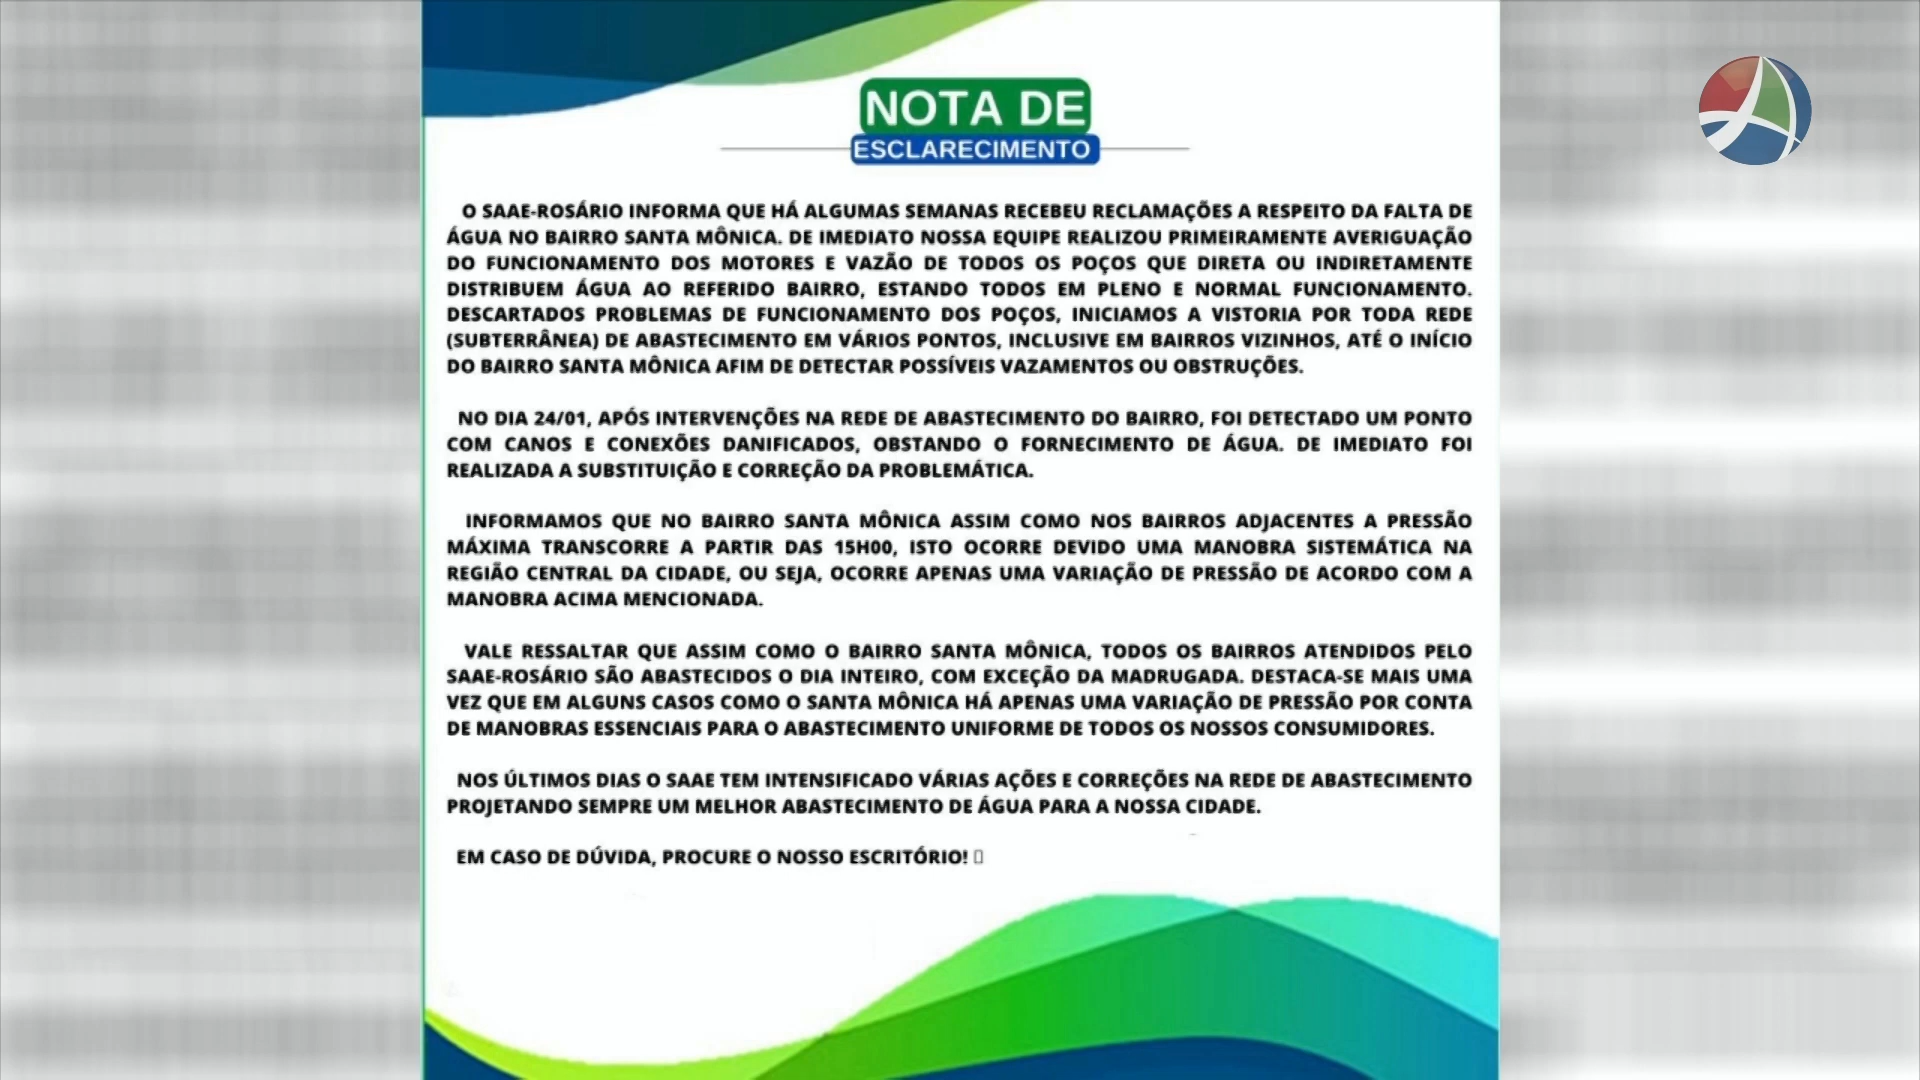 NOTA DE
ESCLARECIMENTO
O SAAE-ROSÁRIO INFORMA QUE HÁ ALGUMAS SEMANAS RECEBEU RECLAMAÇÕES A RESPEITO DA FALTA DE
ÁGUA NO BAIRRO SANTA MÔNICA. DE IMEDIATO NOSSA EQUIPE REALIZOU PRIMEIRAMENTE AVERIGUAÇÃO
DO FUNCIONAMENTO DOS MOTORES E VAZÃO DE TODOS OS POÇOS QUE DIRETA OU INDIRETAMENTE
DISTRIBUEM ÁGUA AO REFERIDO BAIRRO, ESTANDO TODOS EM PLENO E NORMAL FUNCIONAMENTO.
DESCARTADOS PROBLEMAS DE FUNCIONAMENTO DOS POÇOS, INICIAMOS A VISTORIA POR TODA REDE
(SUBTERRÂNEA) DE ABASTECIMENTO EM VÁRIOS PONTOS, INCLUSIVE EM BAIRROS VIZINHOS, ATÉ O INÍCIO
DO BAIRRO SANTA MÔNICA AFIM DE DETECTAR POSSÍVEIS VAZAMENTOS OU OBSTRUÇÕES.
NO DIA 24/01, APÓS INTERVENÇÕES NA REDE DE ABASTECIMENTO DO BAIRRO, FOI DETECTADO UM PONTO
COM CANOS E CONEXÕES DANIFICADOS, OBSTANDO O FORNECIMENTO DE ÁGUA. DE IMEDIATO FOI
REALIZADA A SUBSTITUIÇÃO E CORREÇÃO DA PROBLEMÁTICA.
INFORMAMOS QUE NO BAIRRO SANTA MÔNICA ASSIM COMO NOS BAIRROS ADJACENTES A PRESSÃO
MÁXIMA TRANSCORRE A PARTIR DAS 15H00, ISTO OCORRE DEVIDO UMA MANOBRA SISTEMÁTICA NA
REGIÃO CENTRAL DA CIDADE, OU SEJA, OCORRE APENAS UMA VARIAÇÃO DE PRESSÃO DE ACORDO COM A
MANOBRA ACIMA MENCIONADA.
VALE RESSALTAR QUE ASSIM COMO O BAIRRO SANTA MÔNICA, TODOS OS BAIRROS ATENDIDOS PELO
SAAE-ROSÁRIO SÃO ABASTECIDOS O DIA INTEIRO, COM EXCEÇÃO DA MADRUGADA. DESTACA-SE MAIS UMA
VEZ QUE EM ALGUNS CASOS COMO O SANTA MÔNICA HÁ APENAS UMA VARIAÇÃO DE PRESSÃO POR CONTA
DE MANOBRAS ESSENCIAIS PARA O ABASTECIMENTO UNIFORME DE TODOS OS NOSSOS CONSUMIDORES.
NOS ÚLTIMOS DIAS O SAAE TEM INTENSIFICADO VÁRIAS AÇÕES E CORREÇÕES NA REDE DE ABASTECIMENTO
PROJETANDO SEMPRE UM MELHOR ABASTECIMENTO DE ÁGUA PARA A NOSSA CIDADE.
EM CASO DE DÚVIDA, PROCURE O NOSSO ESCRITÓRIO!